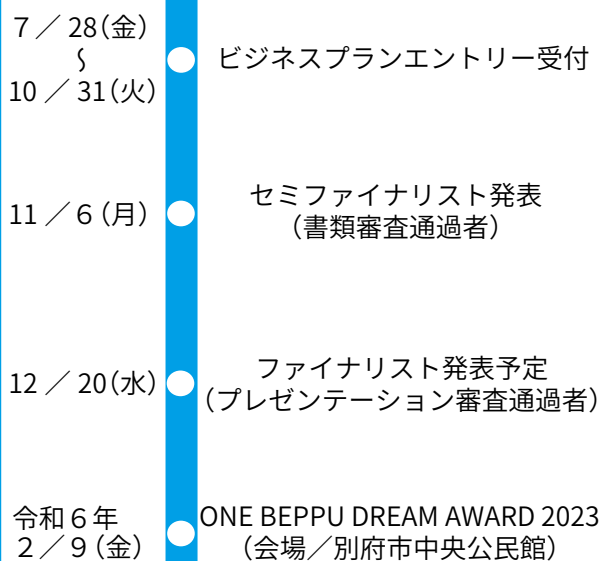 ７／28（金）
〜
10／31（火）
ビジネスプランエントリー受付
11／６（月）
セミファイナリスト発表
（書類審査通過者）
12／20（水）
ファイナリスト発表予定
（プレゼンテーション審査通過者）
令和６年
２／９（金）
ONE BEPPU DREAM AWARD 2023
（会場／別府市中央公民館）